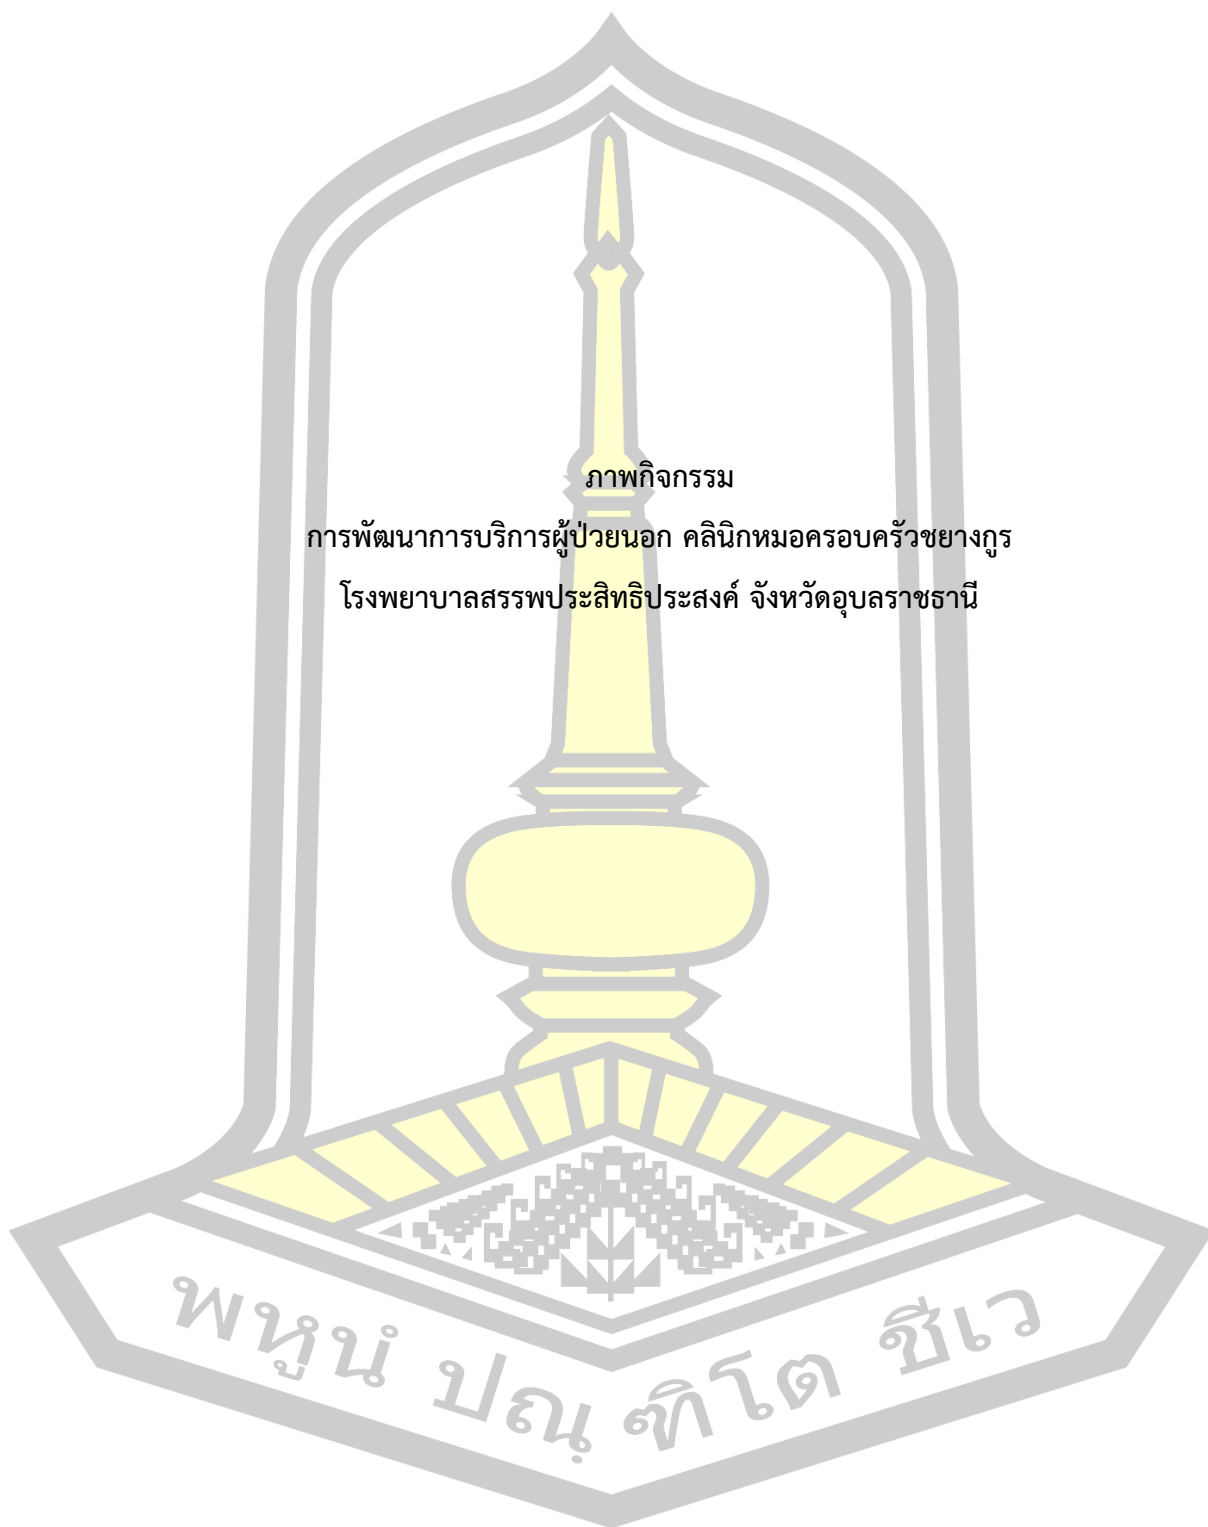 ภาพกิจกรรม
การพัฒนาการบริการผู้ป่วยนอก คลินิกหมอครอบครัวชยางกูร
โรงพยาบาลสรรพประสิทธิประสงค์ จังหวัดอุบลราชธานี
พหูนํ ปณฺฑิโต ชีเว